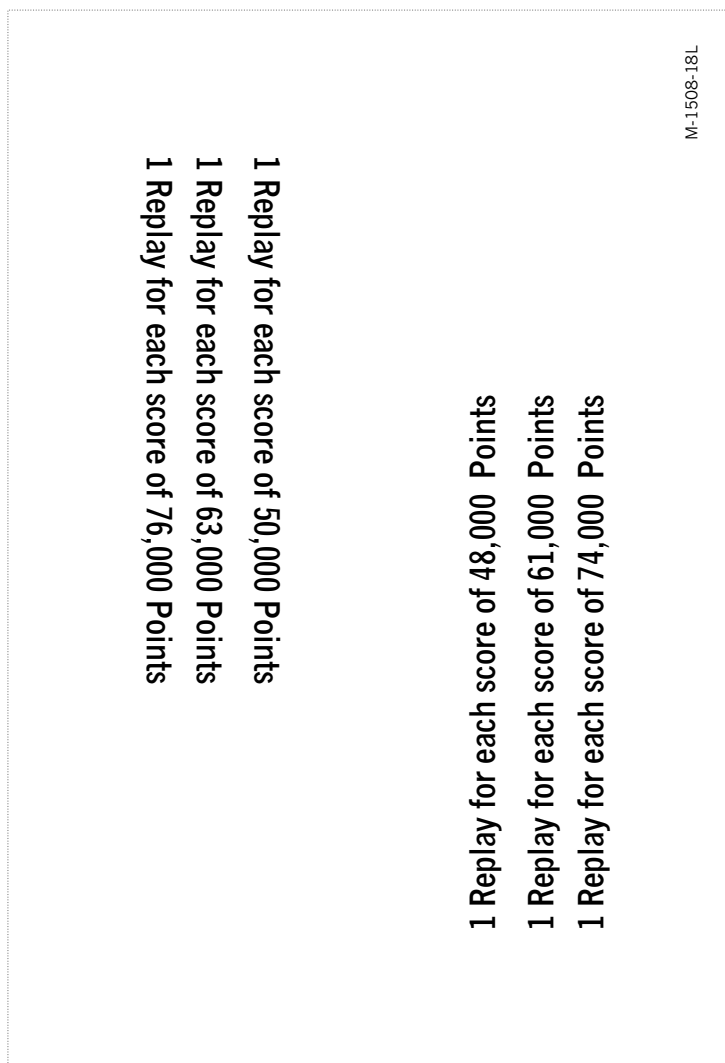 M-1508-18L
1 Replay for each score of 50,000 Points
1 Replay for each score of 63,000 Points
1 Replay for each score of 76,000 Points
1 Replay for each score of 48,000 Points
1 Replay for each score of 61,000 Points
1 Replay for each score of 74,000 Points